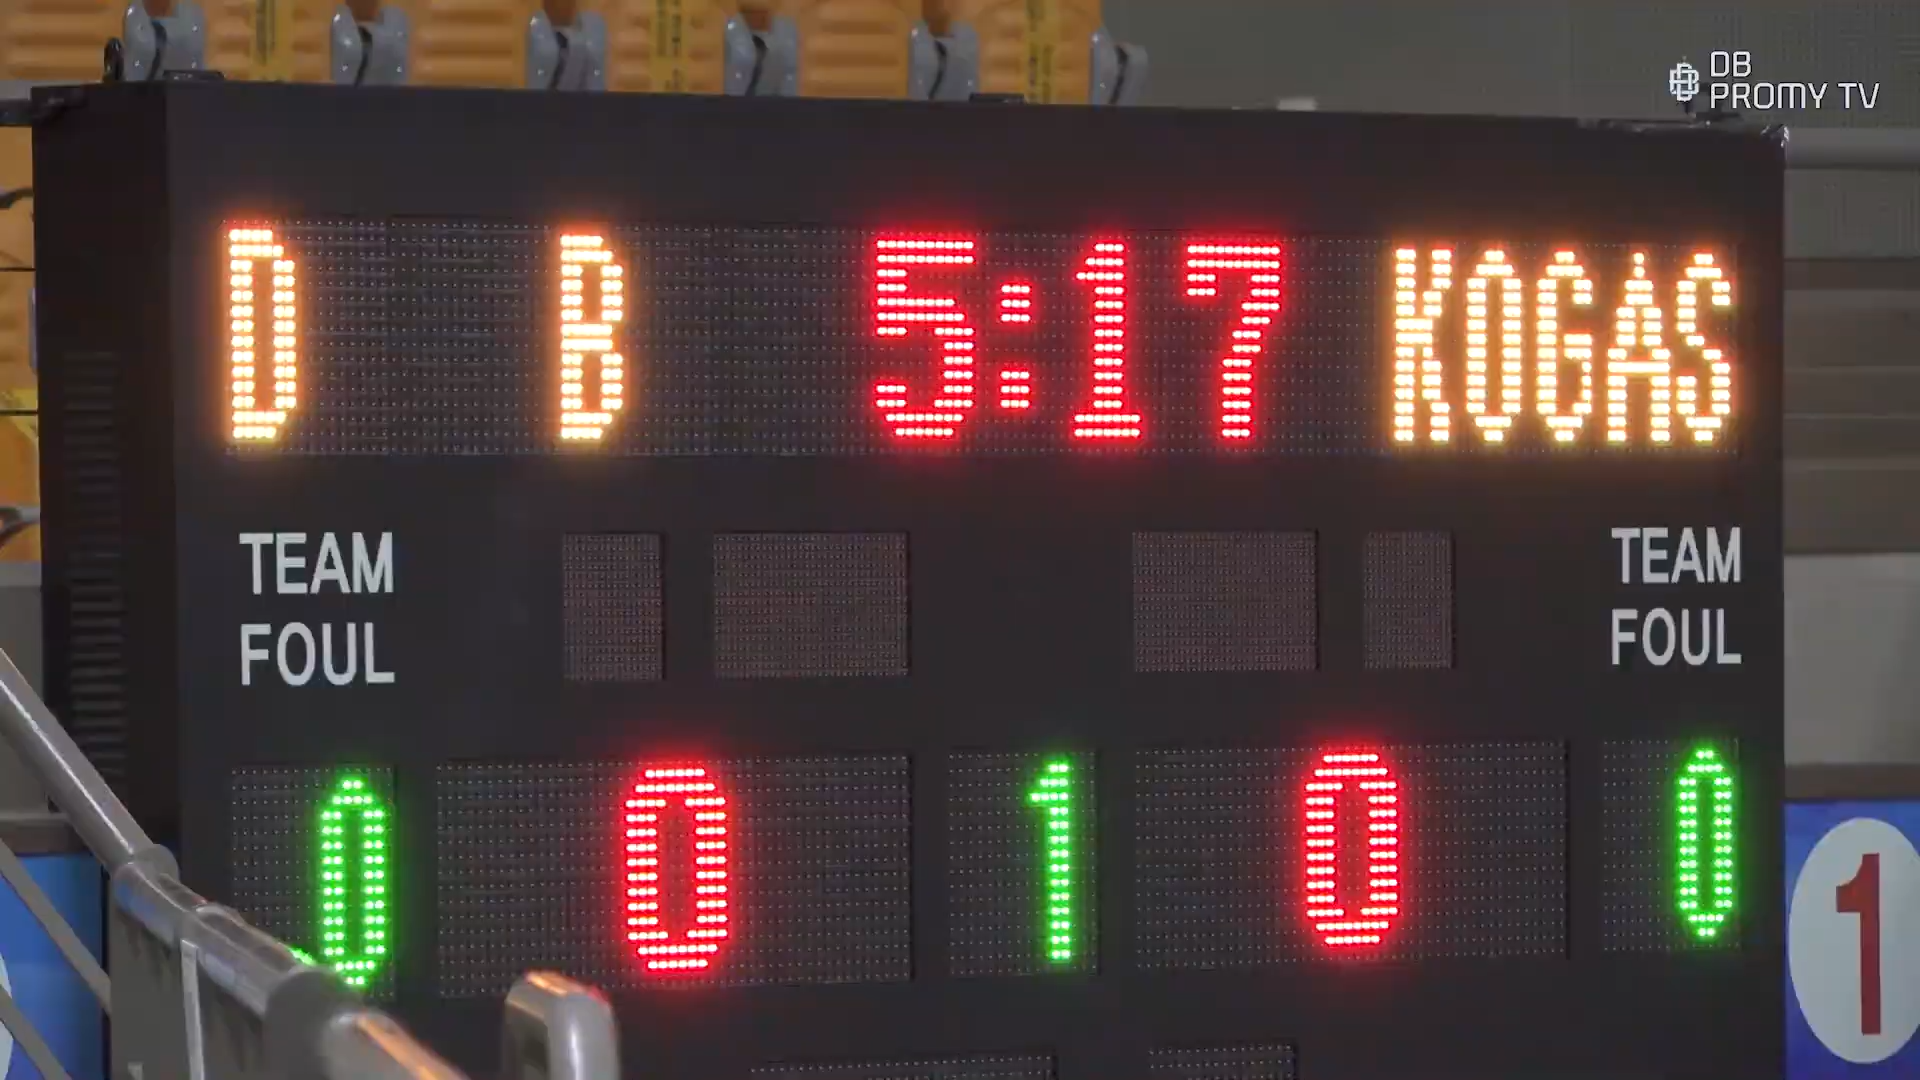 DB
PROMY TV
D B 5:17 KOGAS
TEAM
FOUL
TEAM
FOUL
0 0 1 0 0
1